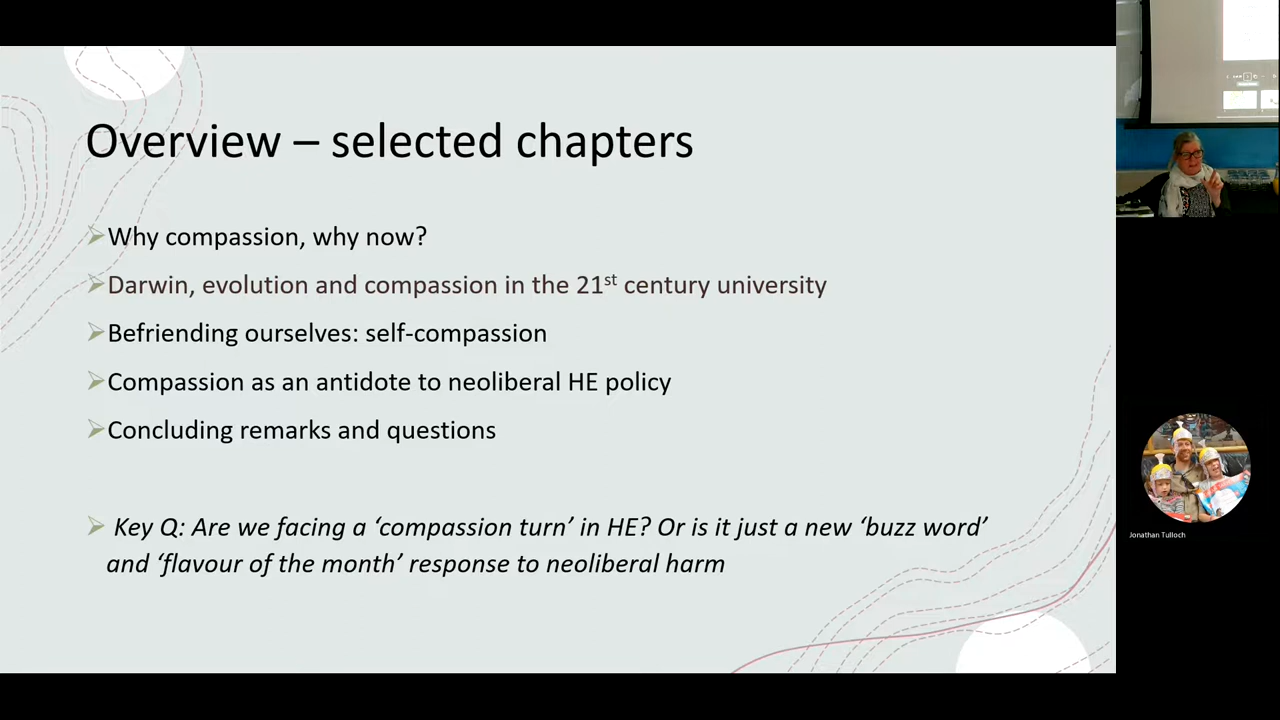 Overview – selected chapters
Why compassion, why now?
Darwin, evolution and compassion in the 21st century university
Befriending ourselves: self-compassion
Compassion as an antidote to neoliberal HE policy
Concluding remarks and questions
Key Q: Are we facing a ‘compassion turn’ in HE? Or is it just a new ‘buzz word’
and ‘flavour of the month’ response to neoliberal harm
Jonathan Tulloch